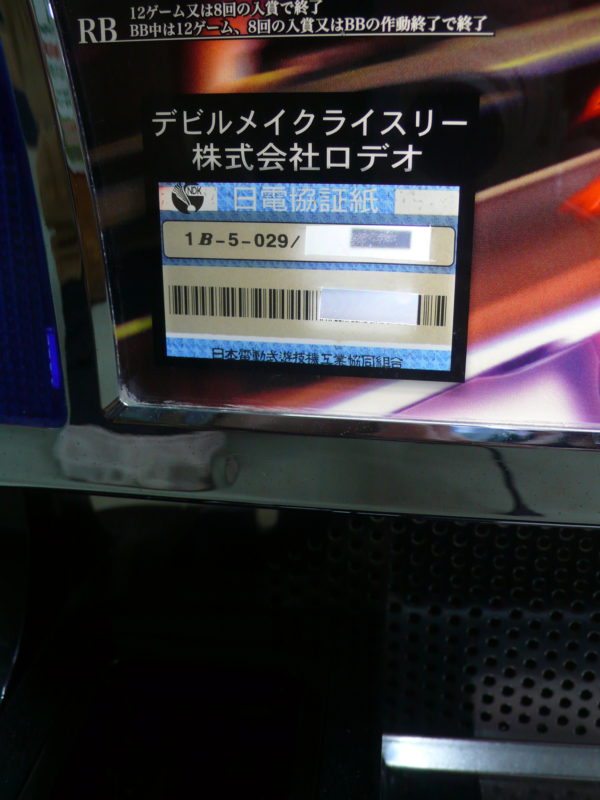 12ゲーム又は8回の入賞で終了
RB BB中は12ゲーム、8回の入賞又はBBの作動終了で終了
デビルメイクライスリー
株式会社ロデオ
NDK 日電協証紙
1B-5-029/
日本電動式遊技機工業協同組合